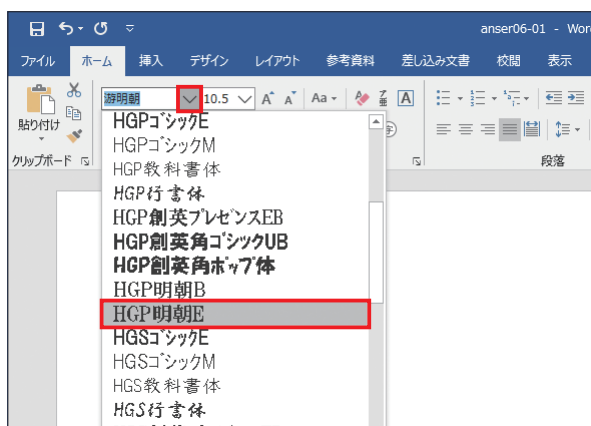 anser06-01 - Wor
ファイル ホーム 挿入 デザイン レイアウト 参考資料 差し込み文書 校閲 表示
游明朝 10.5 A A Aa A
貼り付け
クリップボード 段落
HGPゴシックE
HGPゴシックM
HGP教科書体
HGP行書体
HGP創英プレゼンスEB
HGP創英角ゴシックUB
HGP創英角ポップ体
HGP明朝B
HGP明朝E
HGSゴシックE
HGSゴシックM
HGS教科書体
HGS行書体